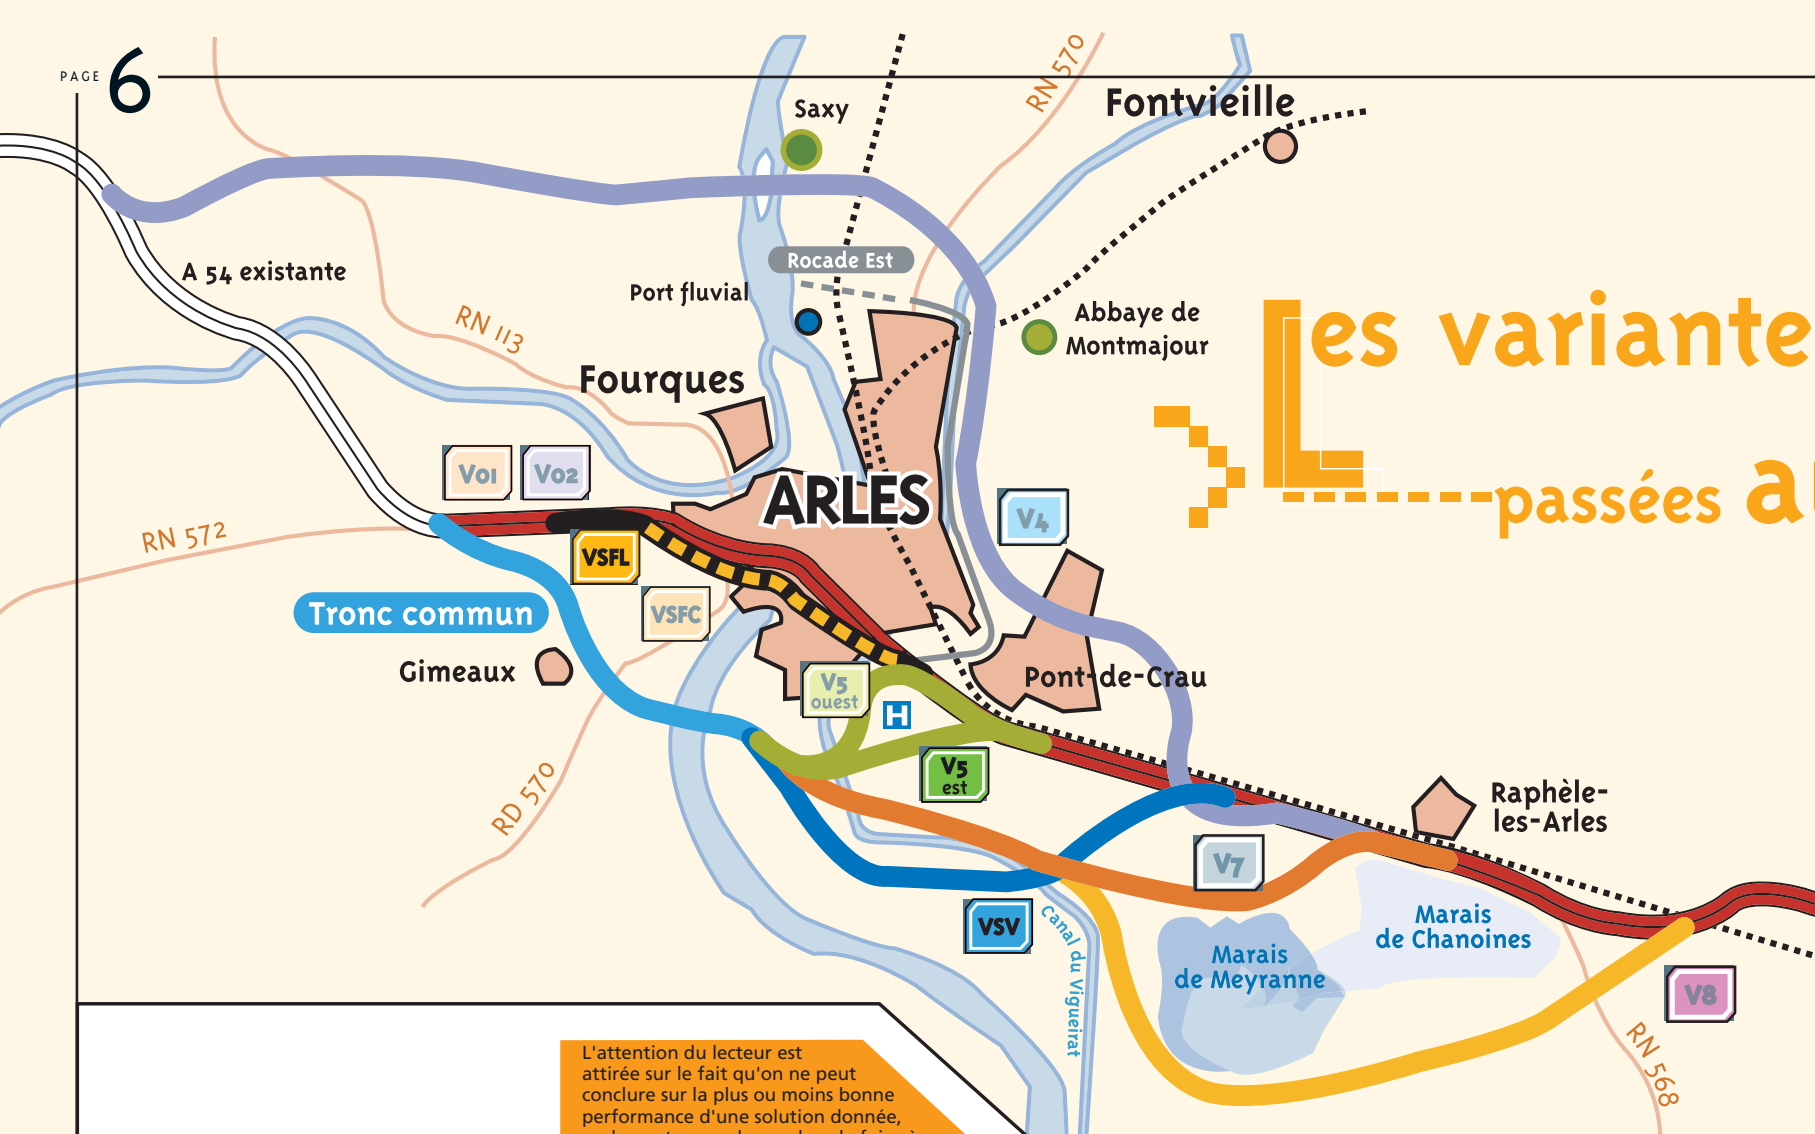 PAGE 6
Saxy
RN 570
Fontvieille
A 54 existante
Rocade Est
Port fluvial
Abbaye de
Montmajour
RN 113
Les variante
passées au
Fourques
V01
V02
ARLES
V4
RN 572
VSFL
VSFC
Tronc commun
Gimeaux
Pont-de-Crau
V5
ouest
H
V5
est
RD 570
Raphèle-
les-Arles
V7
VSV
Canal du Vigueirat
Marais
de Chanoines
Marais
de Meyranne
V8
RN 568
L'attention du lecteur est
attirée sur le fait qu'on ne peut
conclure sur la plus ou moins bonne
performance d'une solution donnée,